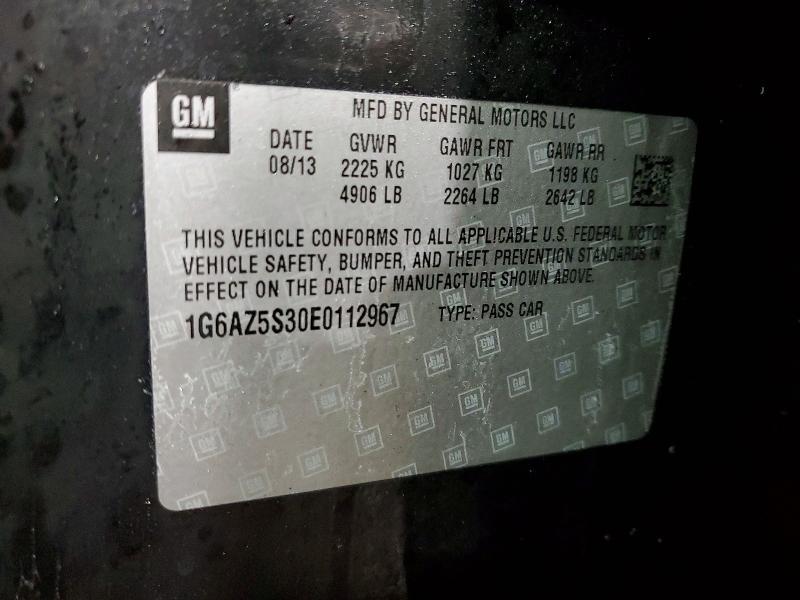 GM
MFD BY GENERAL MOTORS LLC
DATE GVWR GAWR FRT GAWR RR
08/13 2225 KG 1027 KG 1198 KG
4906 LB 2264 LB 2642 LB
THIS VEHICLE CONFORMS TO ALL APPLICABLE U.S. FEDERAL MOTOR
VEHICLE SAFETY, BUMPER, AND THEFT PREVENTION STANDARDS IN
EFFECT ON THE DATE OF MANUFACTURE SHOWN ABOVE.
1G6AZ5S30E0112967 TYPE: PASS CAR